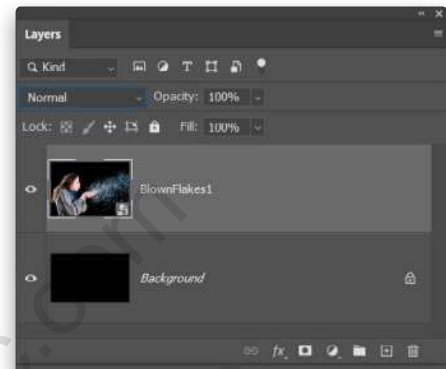 Layers
Kind
Normal Opacity: 100%
Lock: Fill: 100%
BlownFlakes1
Background